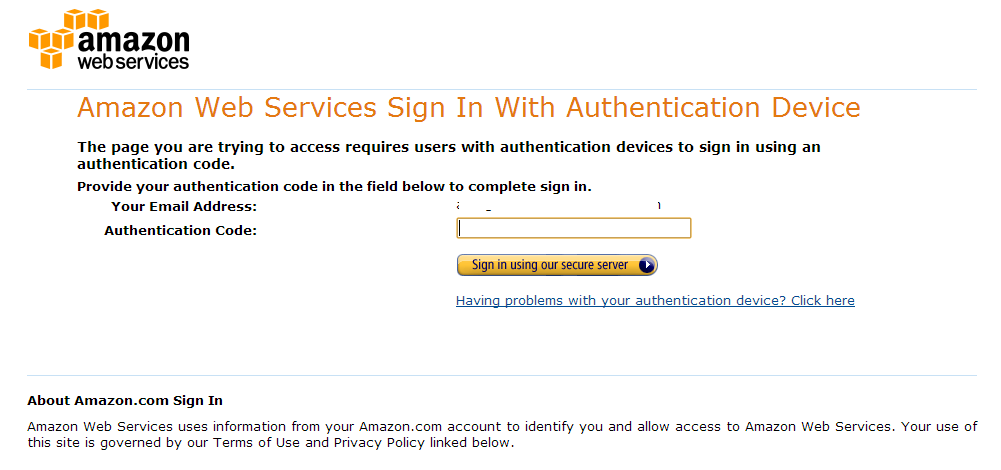 amazon
webservices
Amazon Web Services Sign In With Authentication Device
The page you are trying to access requires users with authentication devices to sign in using an
authentication code.
Provide your authentication code in the field below to complete sign in.
Your Email Address:
Authentication Code:
Sign in using our secure server
Having problems with your authentication device? Click here
About Amazon.com Sign In
Amazon Web Services uses information from your Amazon.com account to identify you and allow access to Amazon Web Services. Your use
of this site is governed by our Terms of Use and Privacy Policy linked below.